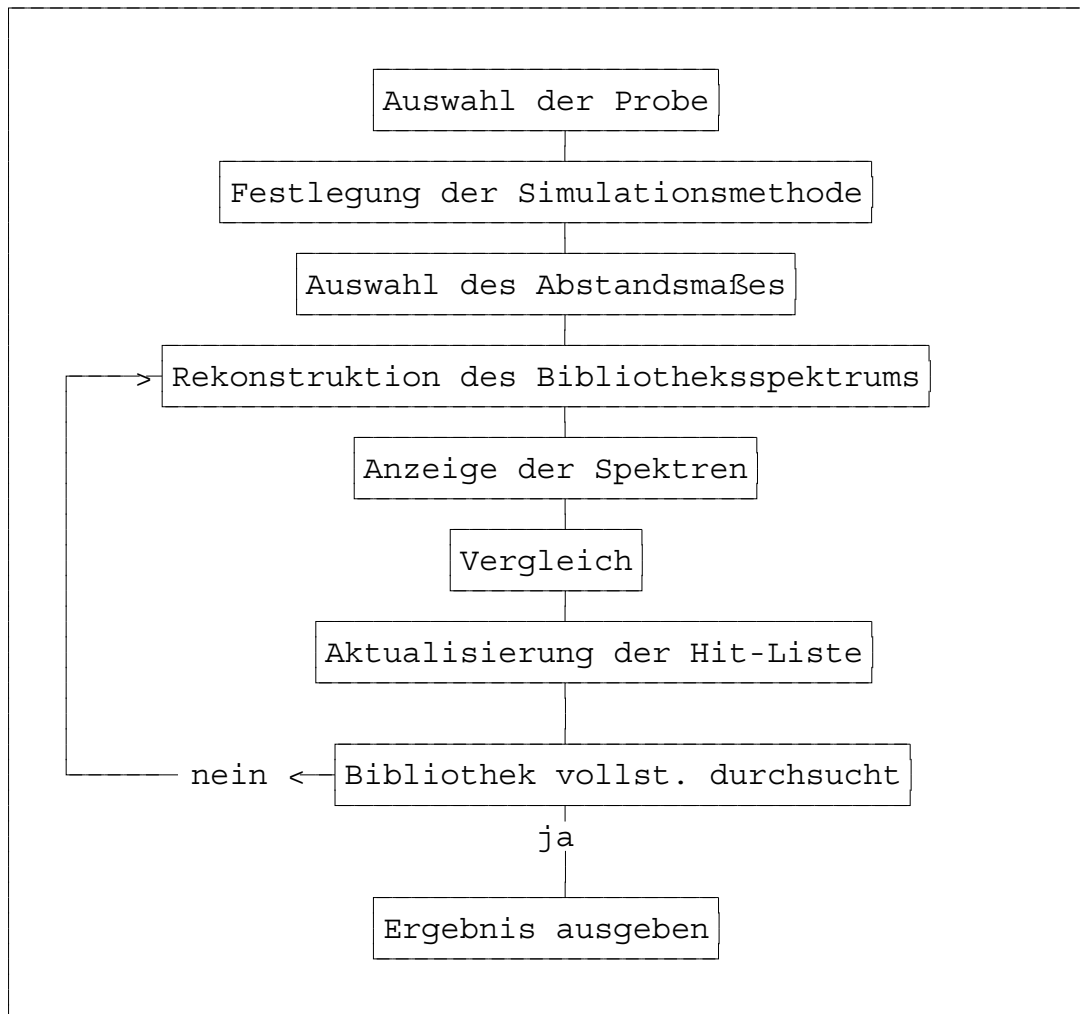 Auswahl der Probe
Festlegung der Simulationsmethode
Auswahl des Abstandsmaßes
> Rekonstruktion des Bibliotheksspektrums
Anzeige der Spektren
Vergleich
Aktualisierung der Hit-Liste
nein < Bibliothek vollst. durchsucht
ja
Ergebnis ausgeben